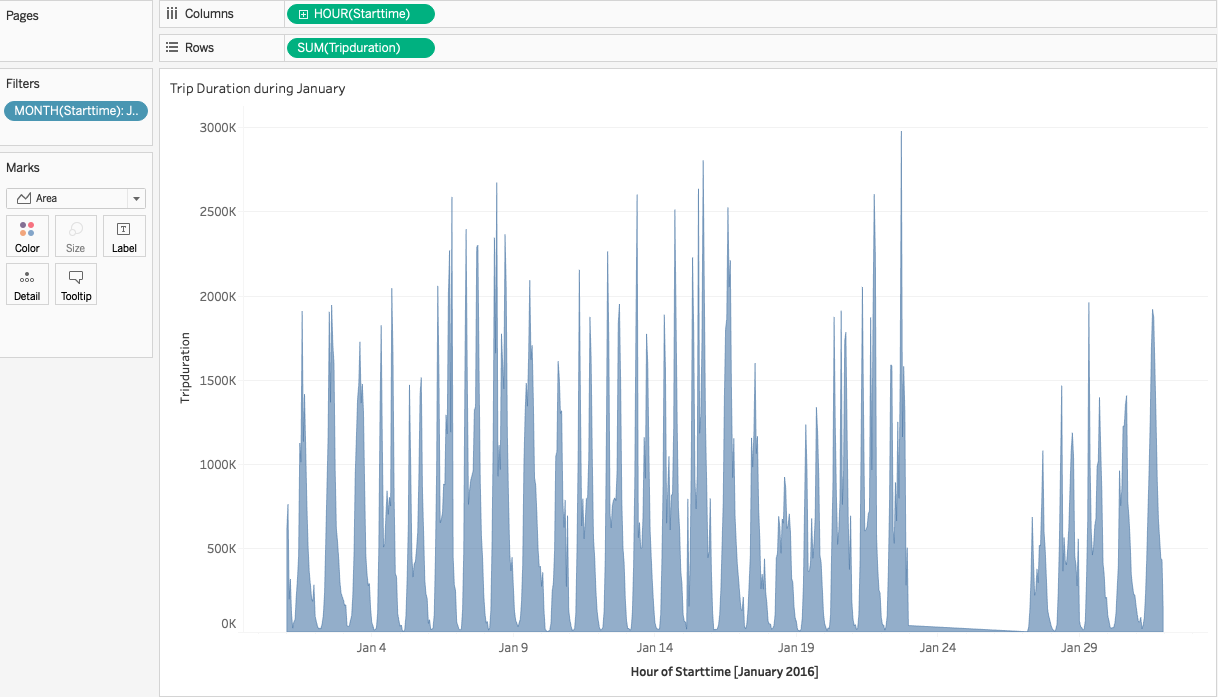 Pages
Columns
HOUR(Starttime)
Rows
SUM(Tripduration)
Filters
MONTH(Starttime): J..
Marks
Area
Color
Size
Label
Detail
Tooltip
Trip Duration during January
Tripduration
3000K
2500K
2000K
1500K
1000K
500K
0K
Jan 4
Jan 9
Jan 14
Jan 19
Jan 24
Jan 29
Hour of Starttime [January 2016]